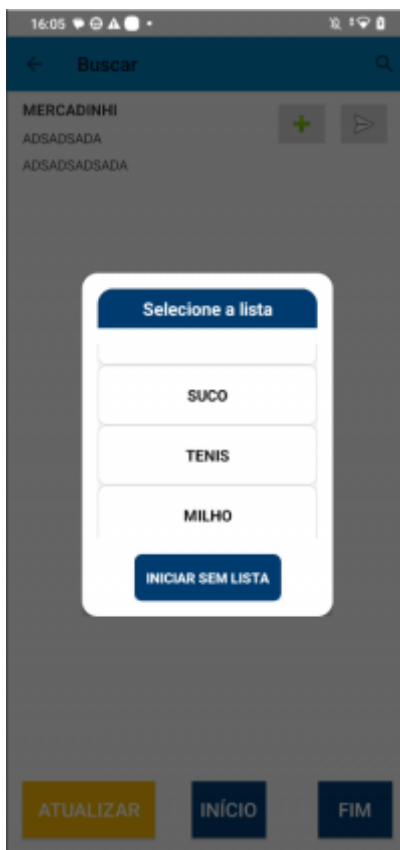 16:05
Buscar
MERCADINHI
ADSADSADA
ADSADSADSADA
Selecione a lista
SUCO
TENIS
MILHO
INICIAR SEM LISTA
ATUALIZAR
INÍCIO
FIM